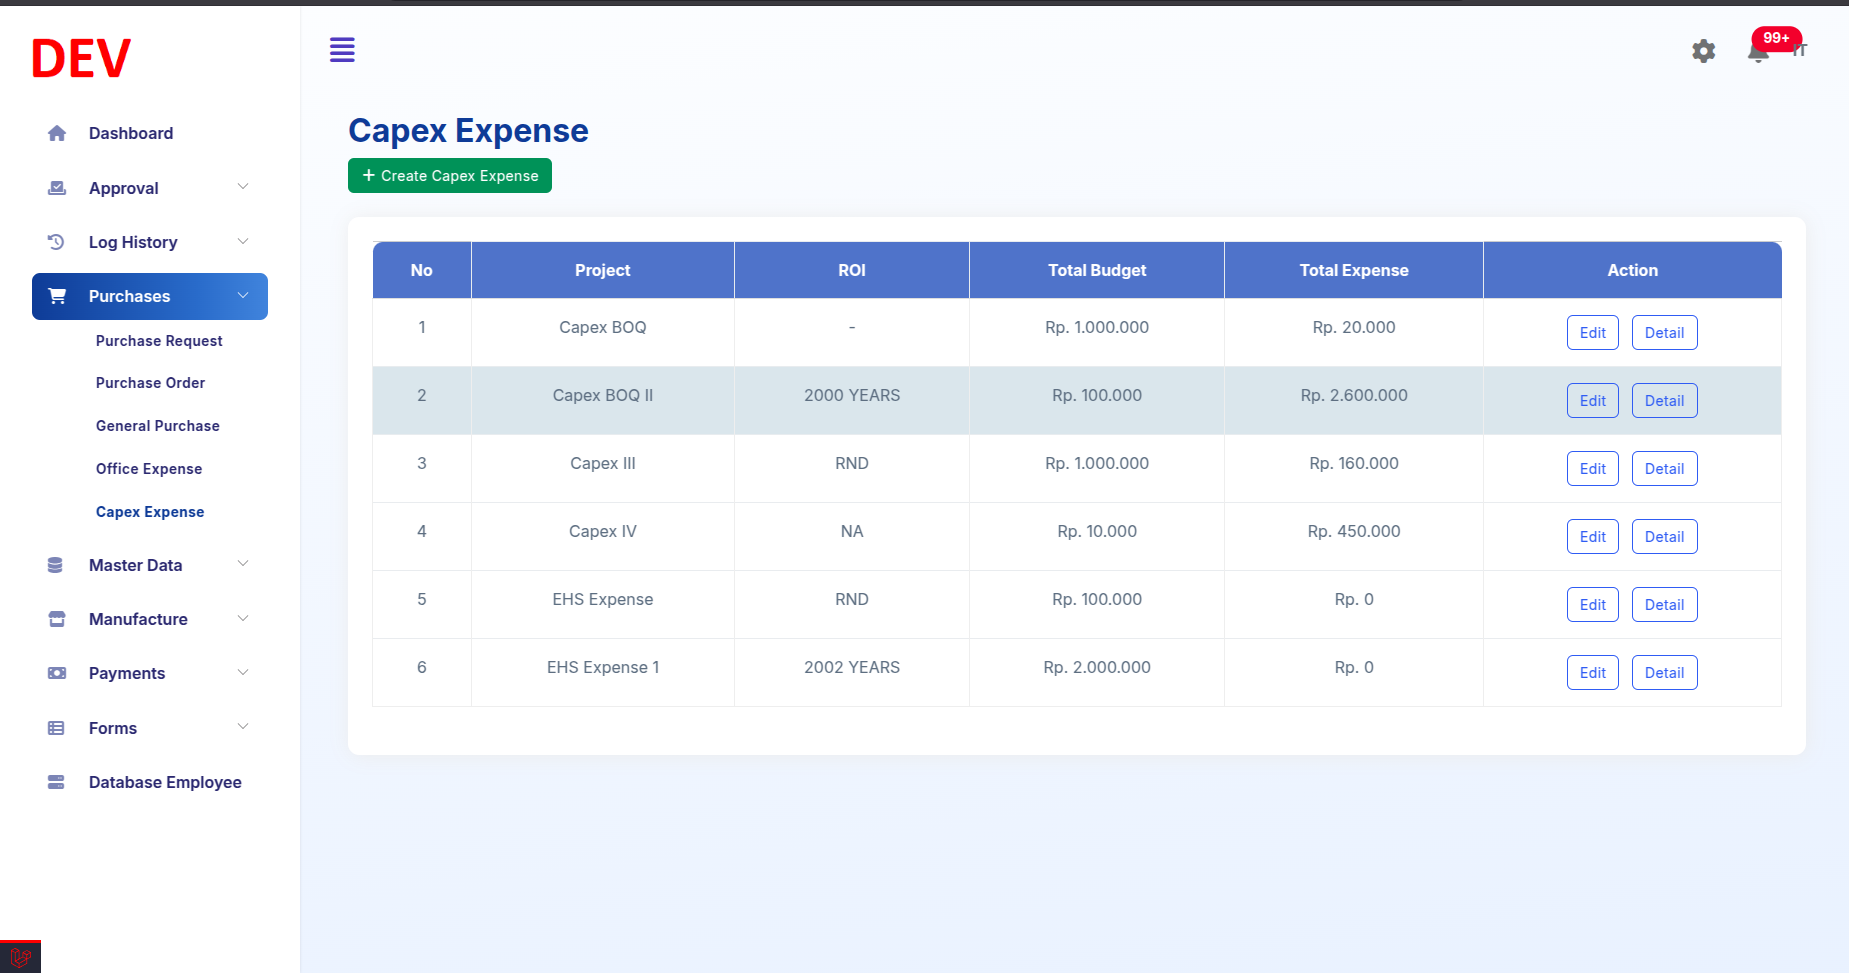 DEV
99+
IT
Dashboard
Approval
Log History
Purchases
Purchase Request
Purchase Order
General Purchase
Office Expense
Capex Expense
Master Data
Manufacture
Payments
Forms
Database Employee
Capex Expense
+ Create Capex Expense
No Project ROI Total Budget Total Expense Action
1 Capex BOQ - Rp. 1.000.000 Rp. 20.000 Edit Detail
2 Capex BOQ II 2000 YEARS Rp. 100.000 Rp. 2.600.000 Edit Detail
3 Capex III RND Rp. 1.000.000 Rp. 160.000 Edit Detail
4 Capex IV NA Rp. 10.000 Rp. 450.000 Edit Detail
5 EHS Expense RND Rp. 100.000 Rp. 0 Edit Detail
6 EHS Expense 1 2002 YEARS Rp. 2.000.000 Rp. 0 Edit Detail